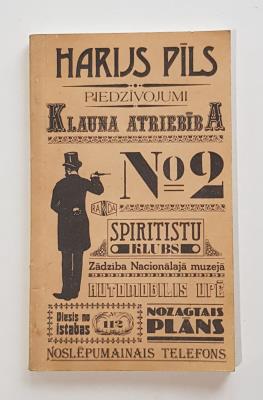 HARIJS PĪLS
PIEDZĪVOJUMI
KLAUNA ATRIEBĪBA
No2
SPIRITISTU
KLUBS
Zādzība Nacionālajā muzejā
AUTOMOBILIS UPĒ
Diesis no
istabas
112
NOZAGTAIS
PLĀNS
NOSLĒPUMAINAIS TELEFONS